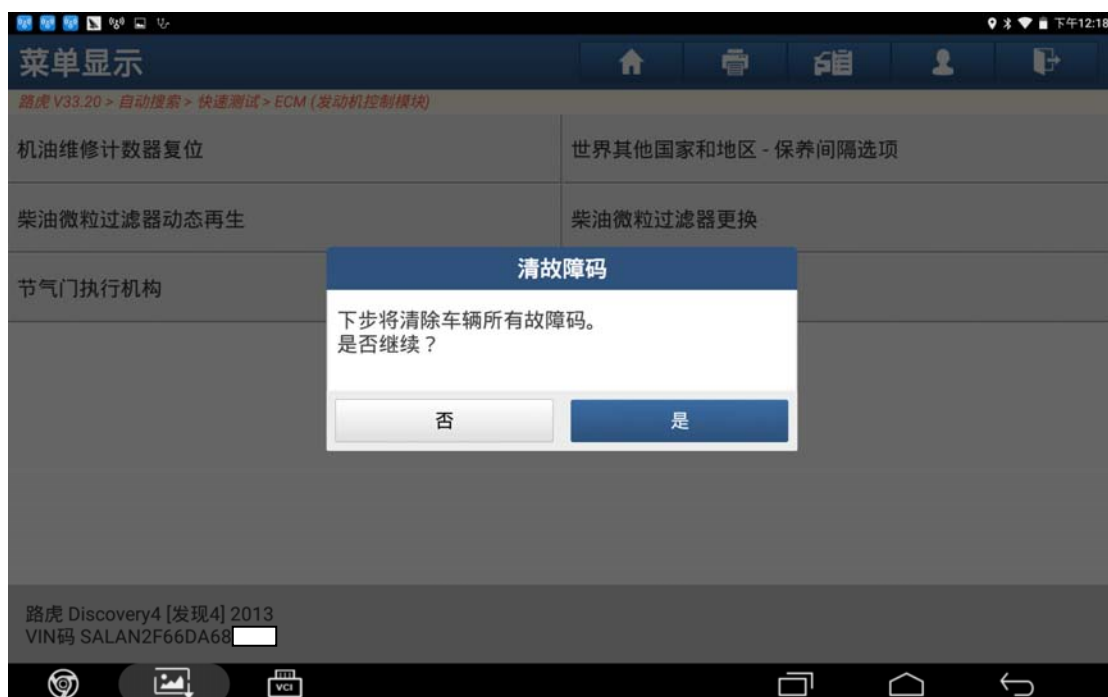 下午12:18
菜单显示
路虎 V33.20 > 自动搜索 > 快速测试 > ECM (发动机控制模块)
机油维修计数器复位
世界其他国家和地区 - 保养间隔选项
柴油微粒过滤器动态再生
柴油微粒过滤器更换
节气门执行机构
清故障码
下步将清除车辆所有故障码。
是否继续？
否
是
路虎 Discovery4 [发现4] 2013
VIN码 SALAN2F66DA68
VCI